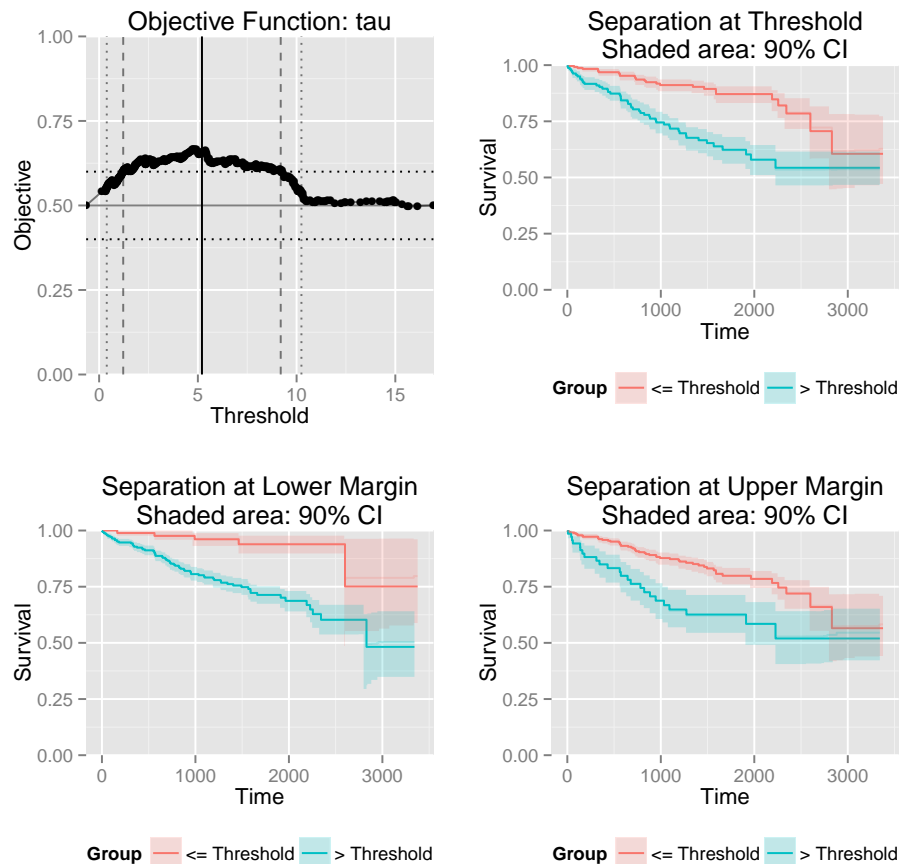 Objective Function: tau
1.00
0.75
0.50
0.25
0.00
Objective
0
5
10
15
Threshold
Separation at Threshold
Shaded area: 90% CI
1.00
0.75
0.50
0.25
0.00
Survival
0
1000
2000
3000
Time
Group <= Threshold > Threshold
Separation at Lower Margin
Shaded area: 90% CI
1.00
0.75
0.50
0.25
0.00
Survival
0
1000
2000
3000
Time
Group <= Threshold > Threshold
Separation at Upper Margin
Shaded area: 90% CI
1.00
0.75
0.50
0.25
0.00
Survival
0
1000
2000
3000
Time
Group <= Threshold > Threshold